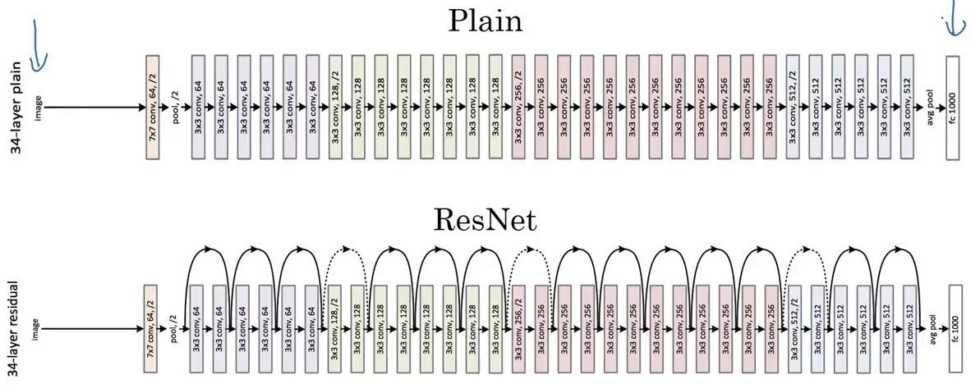 Plain
34-layer plain
image
7x7 conv, 64, /2
pool, /2
3x3 conv, 64
3x3 conv, 64
3x3 conv, 64
3x3 conv, 64
3x3 conv, 64
3x3 conv, 64
3x3 conv, 128, /2
3x3 conv, 128
3x3 conv, 128
3x3 conv, 128
3x3 conv, 128
3x3 conv, 128
3x3 conv, 128
3x3 conv, 128
3x3 conv, 256, /2
3x3 conv, 256
3x3 conv, 256
3x3 conv, 256
3x3 conv, 256
3x3 conv, 256
3x3 conv, 256
3x3 conv, 256
3x3 conv, 256
3x3 conv, 256
3x3 conv, 256
3x3 conv, 256
3x3 conv, 512, /2
3x3 conv, 512
3x3 conv, 512
3x3 conv, 512
3x3 conv, 512
3x3 conv, 512
avg pool
fc 1000
ResNet
34-layer residual
image
7x7 conv, 64, /2
pool, /2
3x3 conv, 64
3x3 conv, 64
3x3 conv, 64
3x3 conv, 64
3x3 conv, 64
3x3 conv, 64
3x3 conv, 128, /2
3x3 conv, 128
3x3 conv, 128
3x3 conv, 128
3x3 conv, 128
3x3 conv, 128
3x3 conv, 128
3x3 conv, 128
3x3 conv, 256, /2
3x3 conv, 256
3x3 conv, 256
3x3 conv, 256
3x3 conv, 256
3x3 conv, 256
3x3 conv, 256
3x3 conv, 256
3x3 conv, 256
3x3 conv, 256
3x3 conv, 256
3x3 conv, 256
3x3 conv, 512, /2
3x3 conv, 512
3x3 conv, 512
3x3 conv, 512
3x3 conv, 512
3x3 conv, 512
avg pool
fc 1000